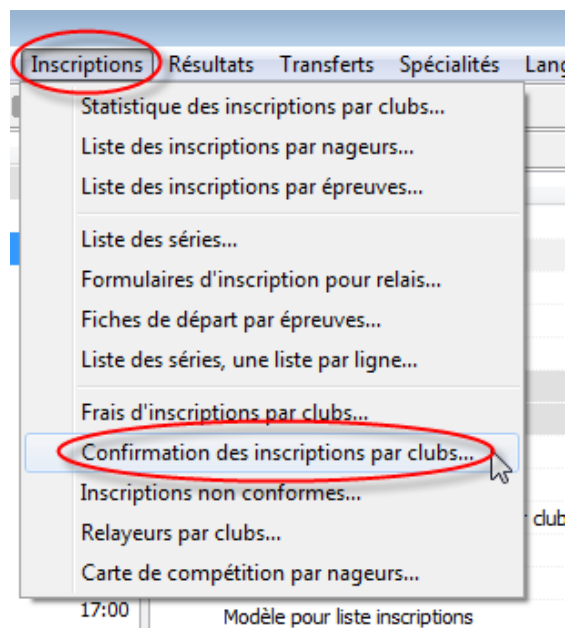 Inscriptions Résultats Transferts Spécialités Lang
Statistique des inscriptions par clubs...
Liste des inscriptions par nageurs...
Liste des inscriptions par épreuves...
Liste des séries...
Formulaires d'inscription pour relais...
Fiches de départ par épreuves...
Liste des séries, une liste par ligne...
Frais d'inscriptions par clubs...
Confirmation des inscriptions par clubs...
Inscriptions non conformes...
Relayeurs par clubs...
club
Carte de compétition par nageurs...
17:00 Modèle pour liste inscriptions